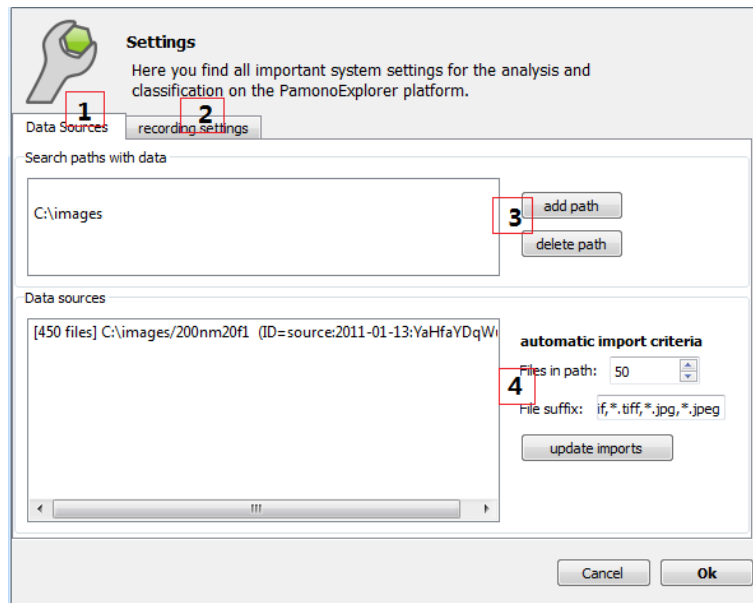 Settings
Here you find all important system settings for the analysis and
classification on the PamonoExplorer platform.
1
2
Data Sources
recording settings
Search paths with data
C:\images
add path
3
delete path
Data sources
[450 files] C:\images/200nm20f1 (ID=source:2011-01-13:YaHfaYDqW
automatic import criteria
Files in path: 50
4
File suffix: if,*.tiff,*.jpg,*.jpeg
update imports
Cancel
Ok